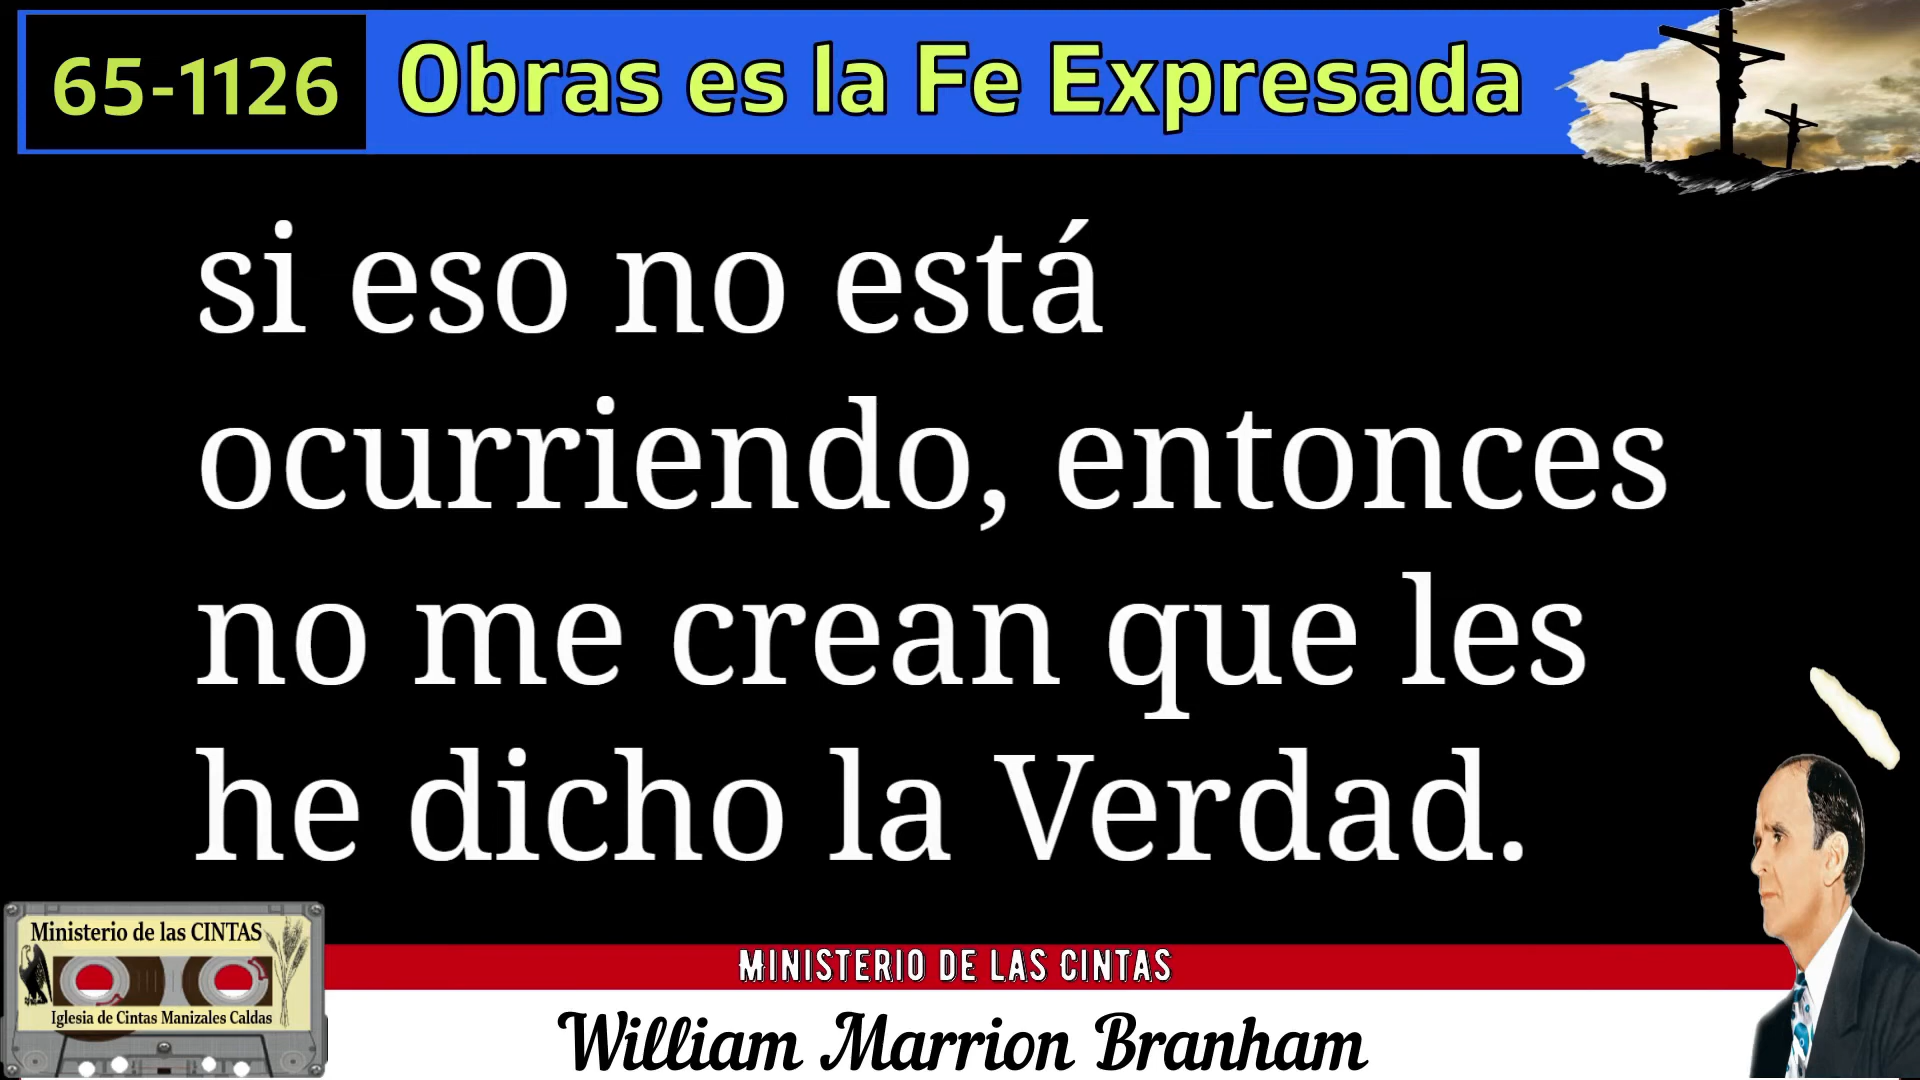 65-1126
Obras es la Fe Expresada
si eso no está
ocurriendo, entonces
no me crean que les
he dicho la Verdad.
Ministerio de las CINTAS
Iglesia de Cintas Manizales Caldas
MINISTERIO DE LAS CINTAS
William Marrion Branham